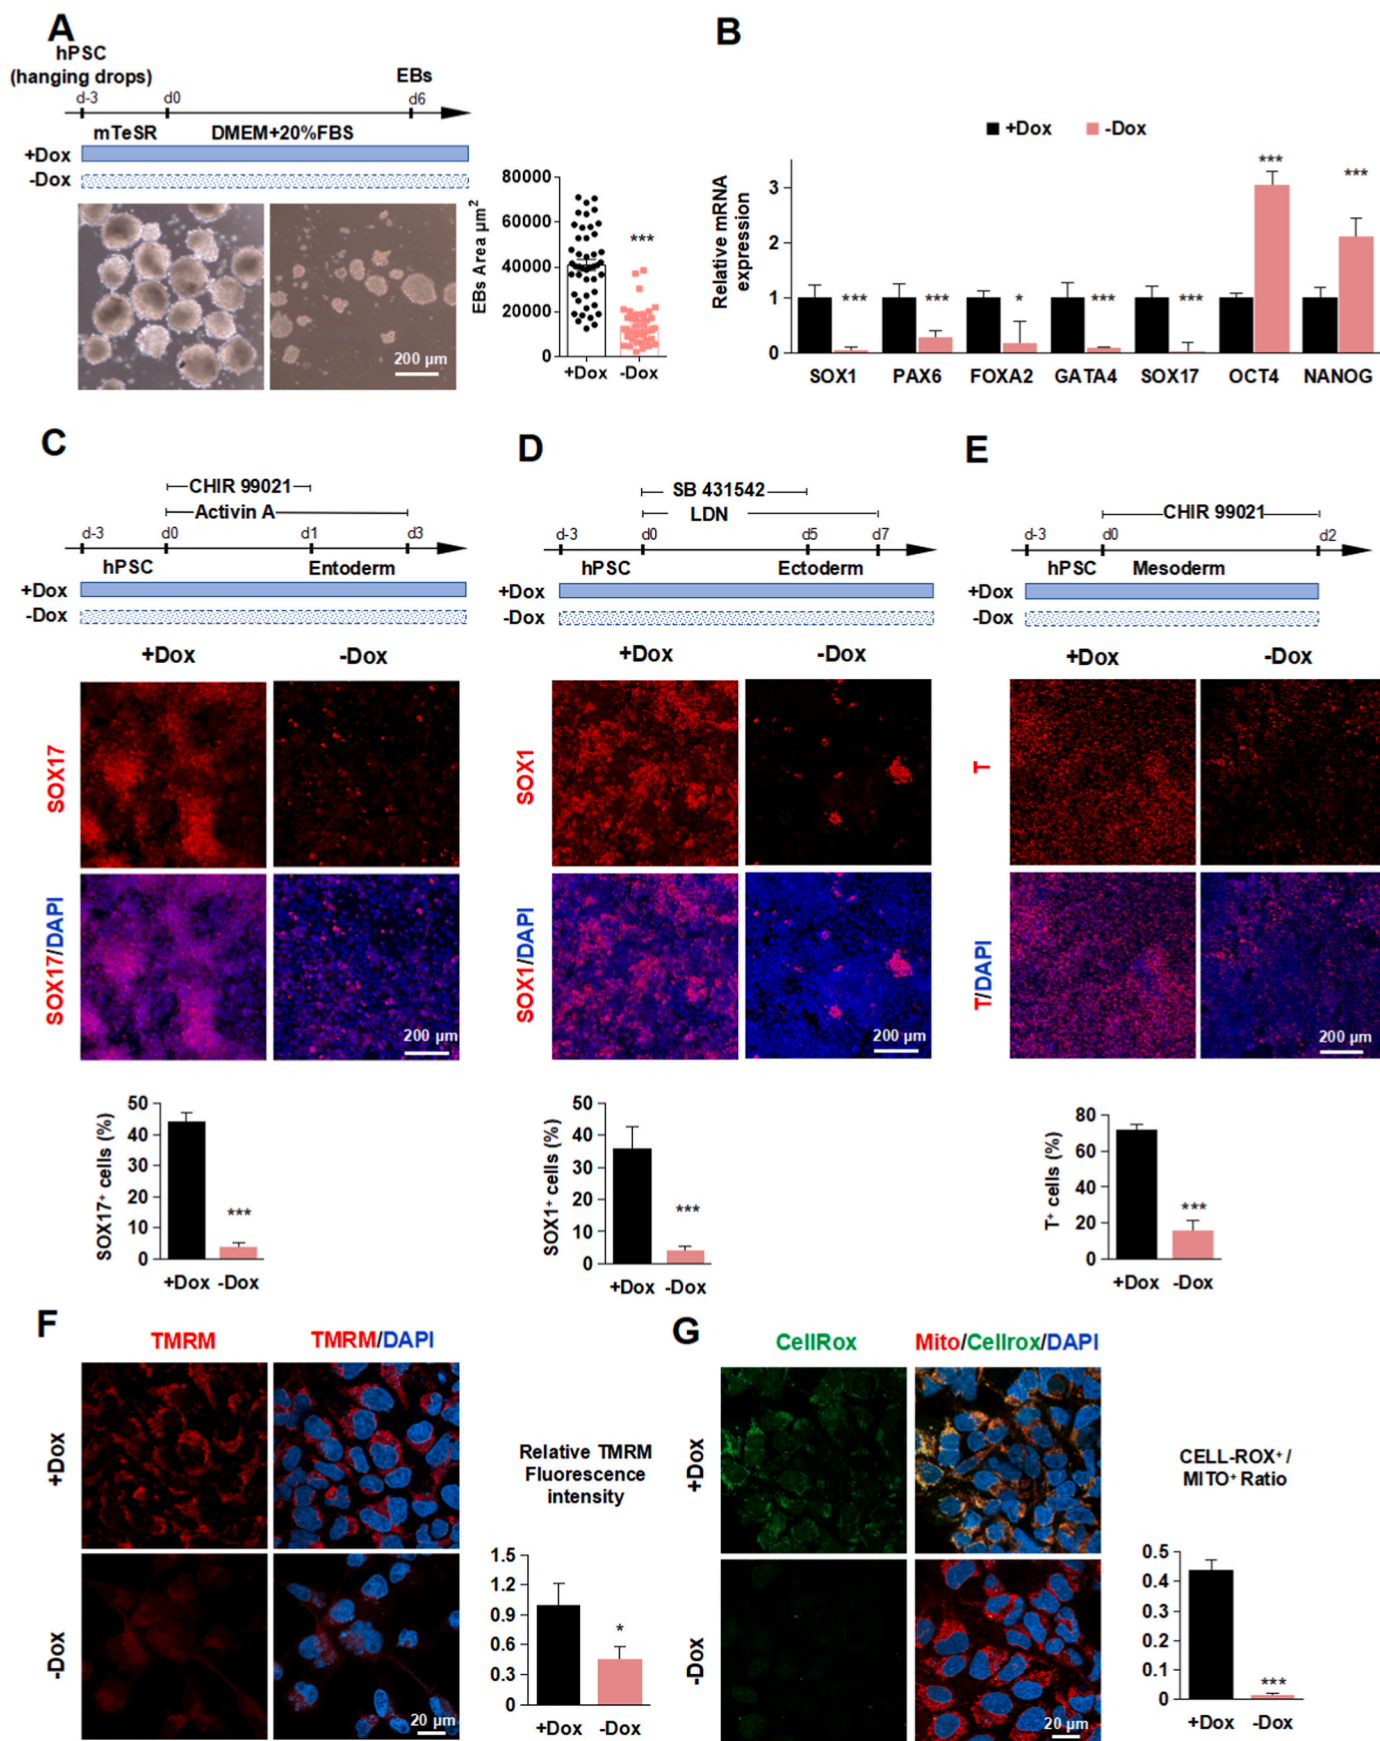 A
hPSC
(hanging drops)
EBs
d-3
d0
d6
mTeSR
DMEM+20%FBS
+Dox
-Dox
200 µm
EBs Area µm²
80000
60000
40000
20000
0
***
+Dox
-Dox
B
+Dox
-Dox
Relative mRNA
expression
3
2
1
0
***
***
*
***
***
***
***
SOX1
PAX6
FOXA2
GATA4
SOX17
OCT4
NANOG
C
CHIR 99021
Activin A
d-3
d0
d1
d3
hPSC
Entoderm
+Dox
-Dox
+Dox
-Dox
SOX17
SOX17/DAPI
200 µm
SOX17⁺ cells (%)
50
40
30
20
10
0
***
+Dox
-Dox
D
SB 431542
LDN
d-3
d0
d5
d7
hPSC
Ectoderm
+Dox
-Dox
+Dox
-Dox
SOX1
SOX1/DAPI
200 µm
SOX1⁺ cells (%)
50
40
30
20
10
0
***
+Dox
-Dox
E
CHIR 99021
d-3
d0
d2
hPSC
Mesoderm
+Dox
-Dox
+Dox
-Dox
T
T/DAPI
200 µm
T⁺ cells (%)
80
60
40
20
0
***
+Dox
-Dox
F
TMRM
TMRM/DAPI
+Dox
-Dox
20 µm
Relative TMRM
Fluorescence
intensity
1.5
1.2
0.9
0.6
0.3
0
*
+Dox
-Dox
G
CellRox
Mito/Cellrox/DAPI
+Dox
-Dox
20 µm
CELL-ROX⁺ /
MITO⁺ Ratio
0.5
0.4
0.3
0.2
0.1
0
***
+Dox
-Dox